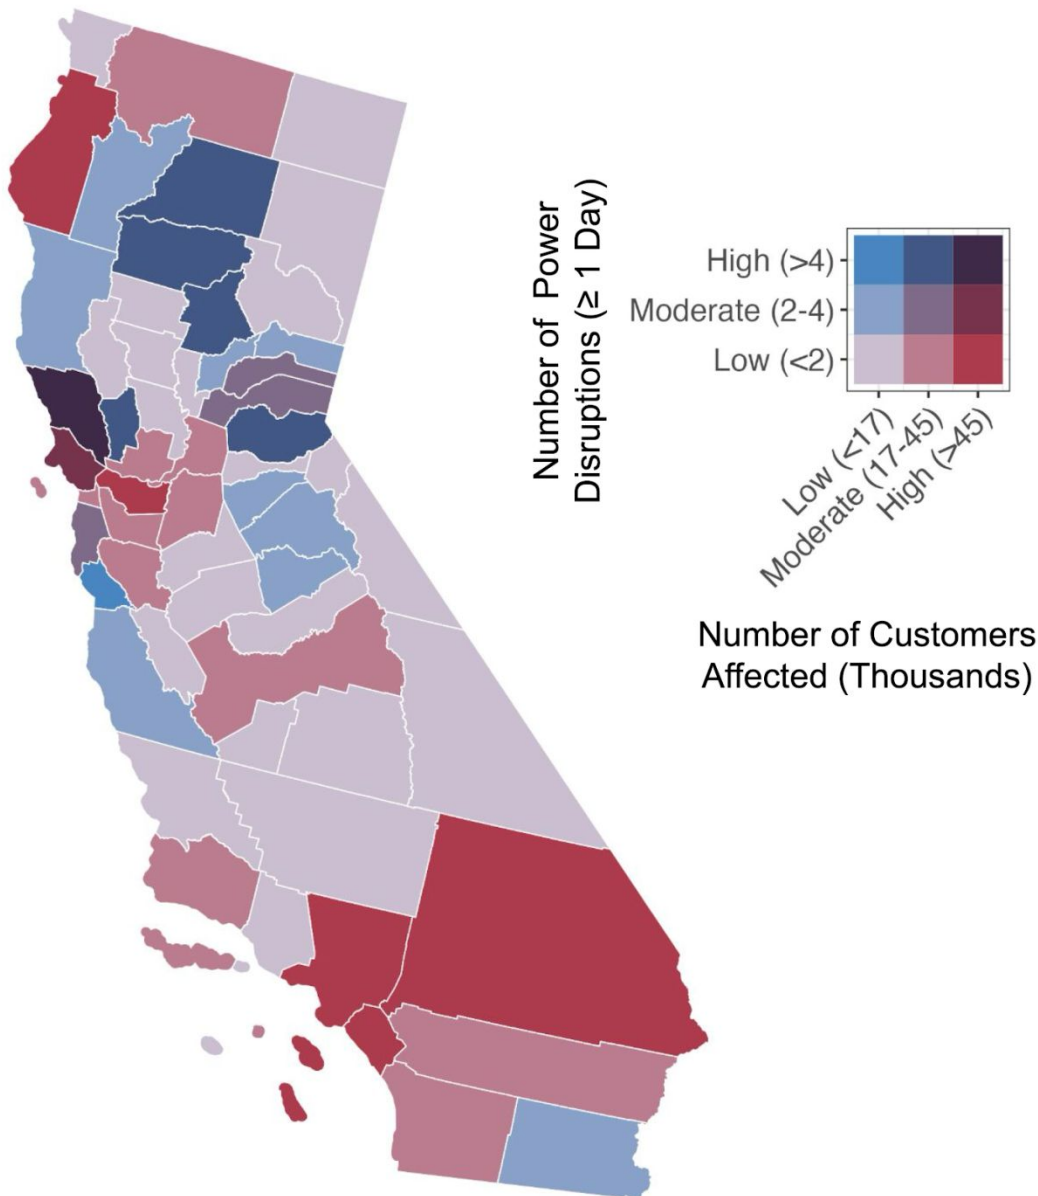 Number of Power
Disruptions (≥ 1 Day)
High (>4)
Moderate (2-4)
Low (<2)
Low (<17)
Moderate (17-45)
High (>45)
Number of Customers
Affected (Thousands)